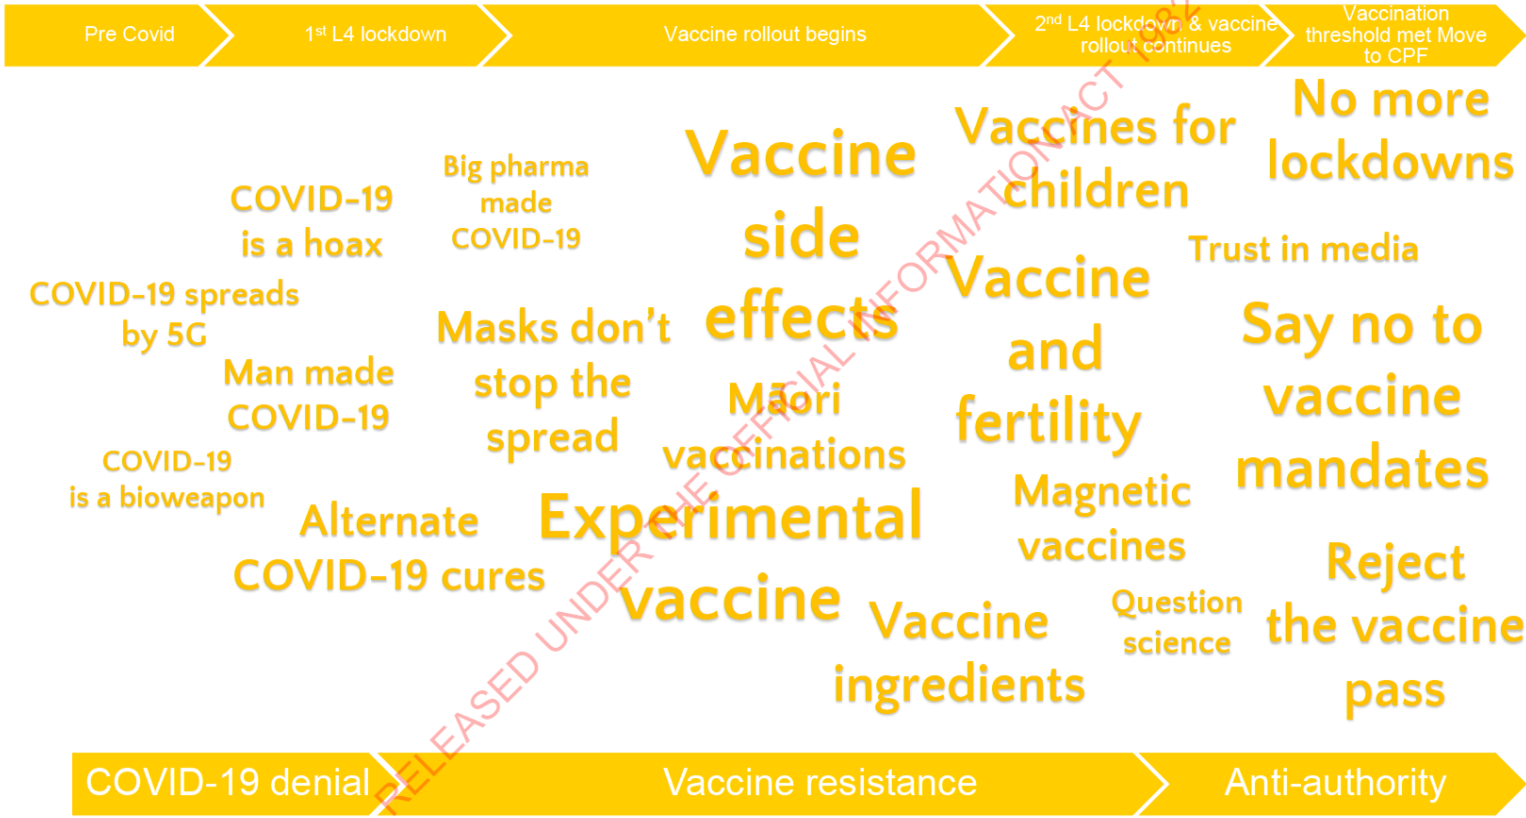 Pre Covid
1st L4 lockdown
Vaccine rollout begins
2nd L4 lockdown & vaccine
rollout continues
Vaccination
threshold met Move
to CPF
COVID-19 spreads
by 5G
COVID-19
is a bioweapon
COVID-19
is a hoax
Man made
COVID-19
Alternate
COVID-19 cures
Big pharma
made
COVID-19
Masks don’t
stop the
spread
Vaccine
side
effects
Māori
vaccinations
Experimental
vaccine
Vaccine
ingredients
Vaccines for
children
Vaccine
and
fertility
Magnetic
vaccines
Question
science
No more
lockdowns
Trust in media
Say no to
vaccine
mandates
Reject
the vaccine
pass
COVID-19 denial
Vaccine resistance
Anti-authority
RELEASED UNDER THE OFFICIAL INFORMATION ACT 1982